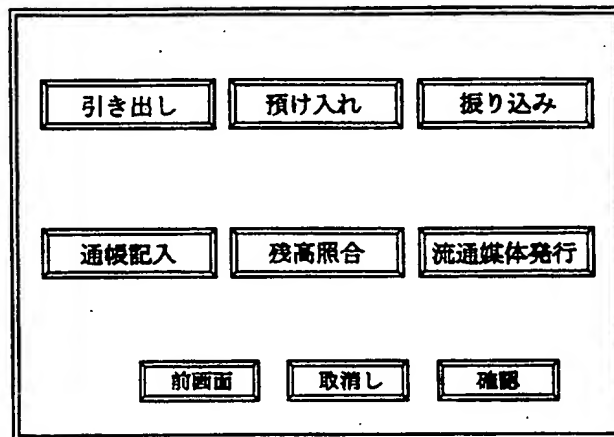 引き出し 預け入れ 振り込み
通帳記入 残高照合 流通媒体発行
前画面 取消し 確認